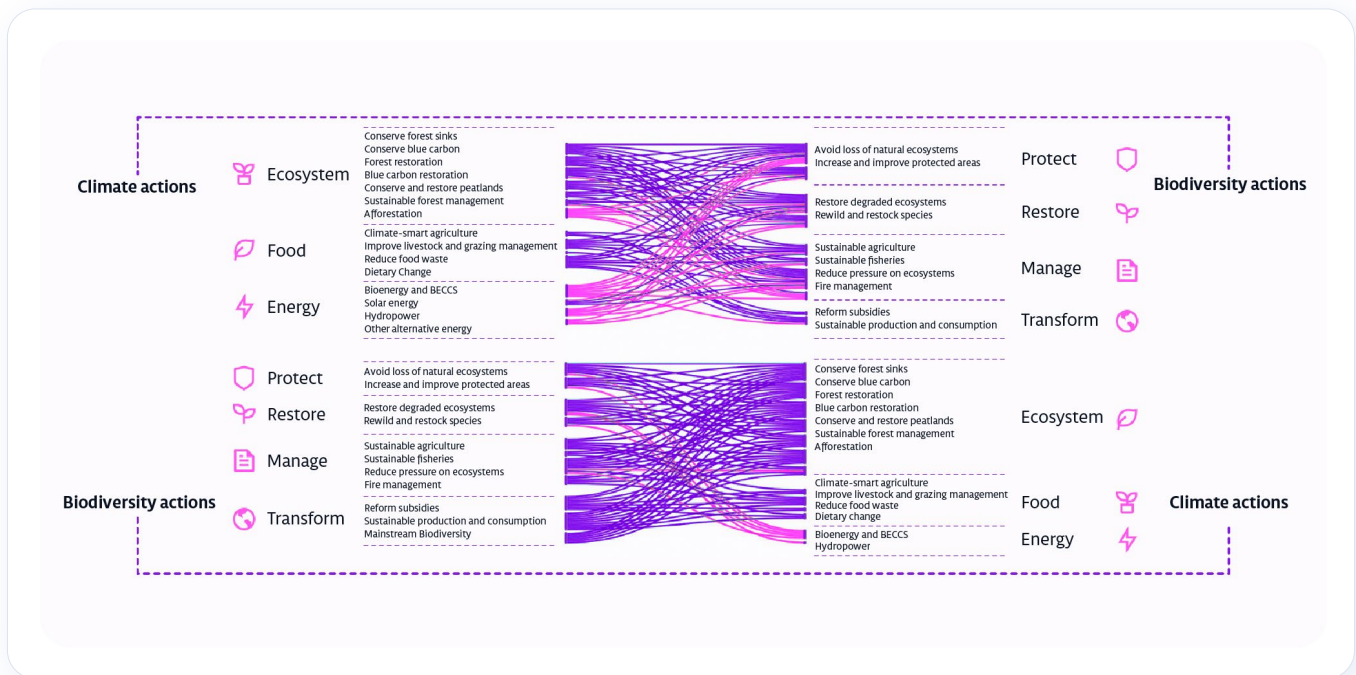 Climate actions
Ecosystem
Conserve forest sinks
Conserve blue carbon
Forest restoration
Blue carbon restoration
Conserve and restore peatlands
Sustainable forest management
Afforestation
Food
Climate-smart agriculture
Improve livestock and grazing management
Reduce food waste
Dietary Change
Energy
Bioenergy and BECCS
Solar energy
Hydropower
Other alternative energy
Avoid loss of natural ecosystems
Increase and improve protected areas
Protect
Restore degraded ecosystems
Rewild and restock species
Restore
Sustainable agriculture
Sustainable fisheries
Reduce pressure on ecosystems
Fire management
Manage
Reform subsidies
Sustainable production and consumption
Transform
Biodiversity actions
Biodiversity actions
Protect
Avoid loss of natural ecosystems
Increase and improve protected areas
Restore
Restore degraded ecosystems
Rewild and restock species
Manage
Sustainable agriculture
Sustainable fisheries
Reduce pressure on ecosystems
Fire management
Transform
Reform subsidies
Sustainable production and consumption
Mainstream Biodiversity
Conserve forest sinks
Conserve blue carbon
Forest restoration
Blue carbon restoration
Conserve and restore peatlands
Sustainable forest management
Afforestation
Ecosystem
Climate-smart agriculture
Improve livestock and grazing management
Reduce food waste
Dietary change
Food
Bioenergy and BECCS
Hydropower
Energy
Climate actions